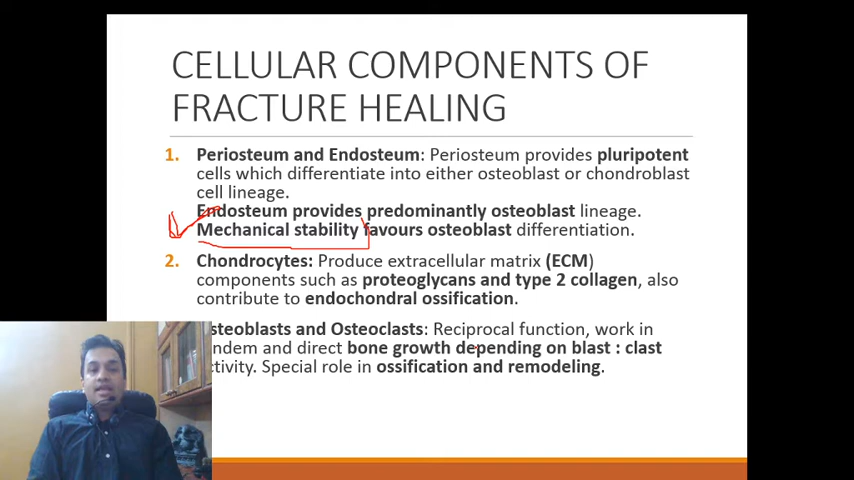 CELLULAR COMPONENTS OF
FRACTURE HEALING
1. Periosteum and Endosteum: Periosteum provides pluripotent
cells which differentiate into either osteoblast or chondroblast
cell lineage.
Endosteum provides predominantly osteoblast lineage.
Mechanical stability favours osteoblast differentiation.
2. Chondrocytes: Produce extracellular matrix (ECM)
components such as proteoglycans and type 2 collagen, also
contribute to endochondral ossification.
steoblasts and Osteoclasts: Reciprocal function, work in
ndem and direct bone growth depending on blast : clast
ctivity. Special role in ossification and remodeling.